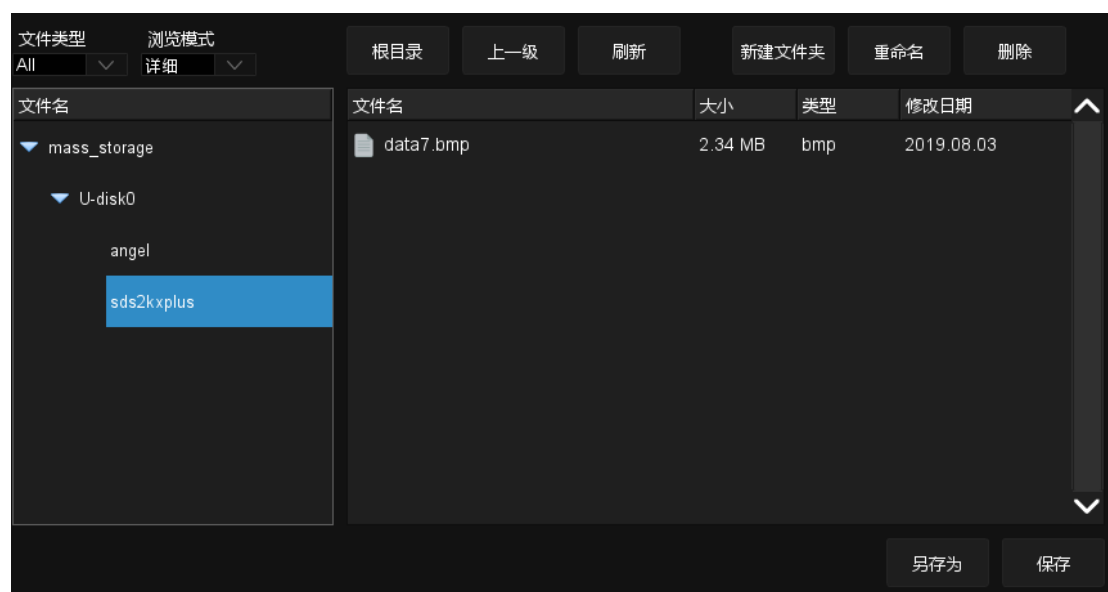 文件类型 浏览模式
All 详细
根目录 上一级 刷新 新建文件夹 重命名 删除
文件名
mass_storage
U-disk0
angel
sds2kxplus
文件名 大小 类型 修改日期
data7.bmp 2.34 MB bmp 2019.08.03
另存为 保存